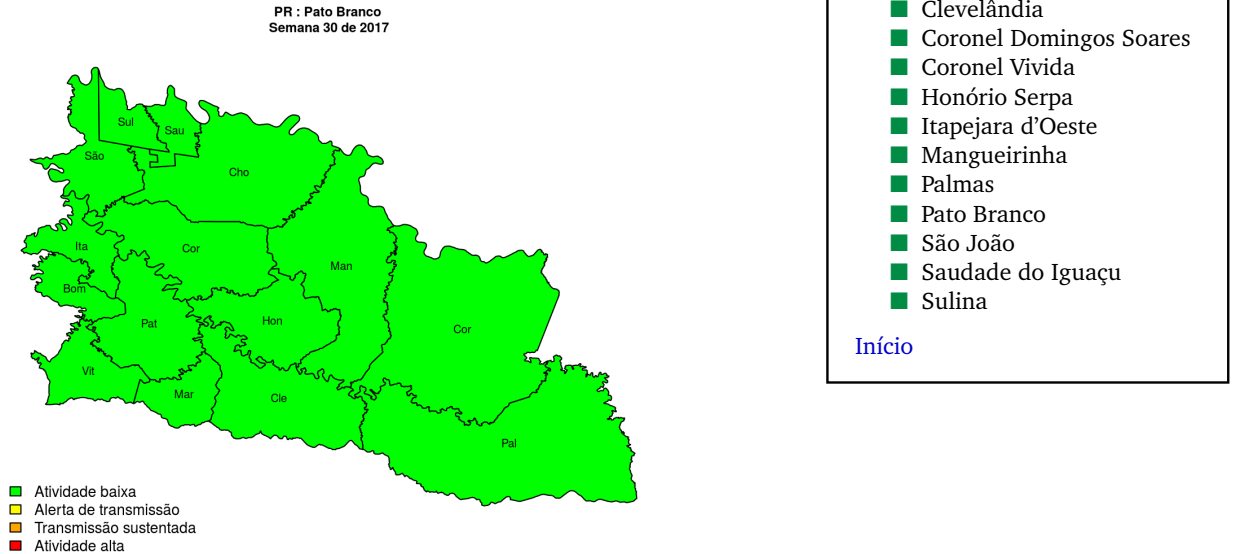 PR : Pato Branco
Semana 30 de 2017
Sul
Sau
São
Cho
Ita
Cor
Man
Bom
Pat
Hon
Cor
Vit
Mar
Cle
Pal
Atividade baixa
Alerta de transmissão
Transmissão sustentada
Atividade alta
Clevelândia
Coronel Domingos Soares
Coronel Vivida
Honório Serpa
Itapejara d’Oeste
Mangueirinha
Palmas
Pato Branco
São João
Saudade do Iguaçu
Sulina
Início